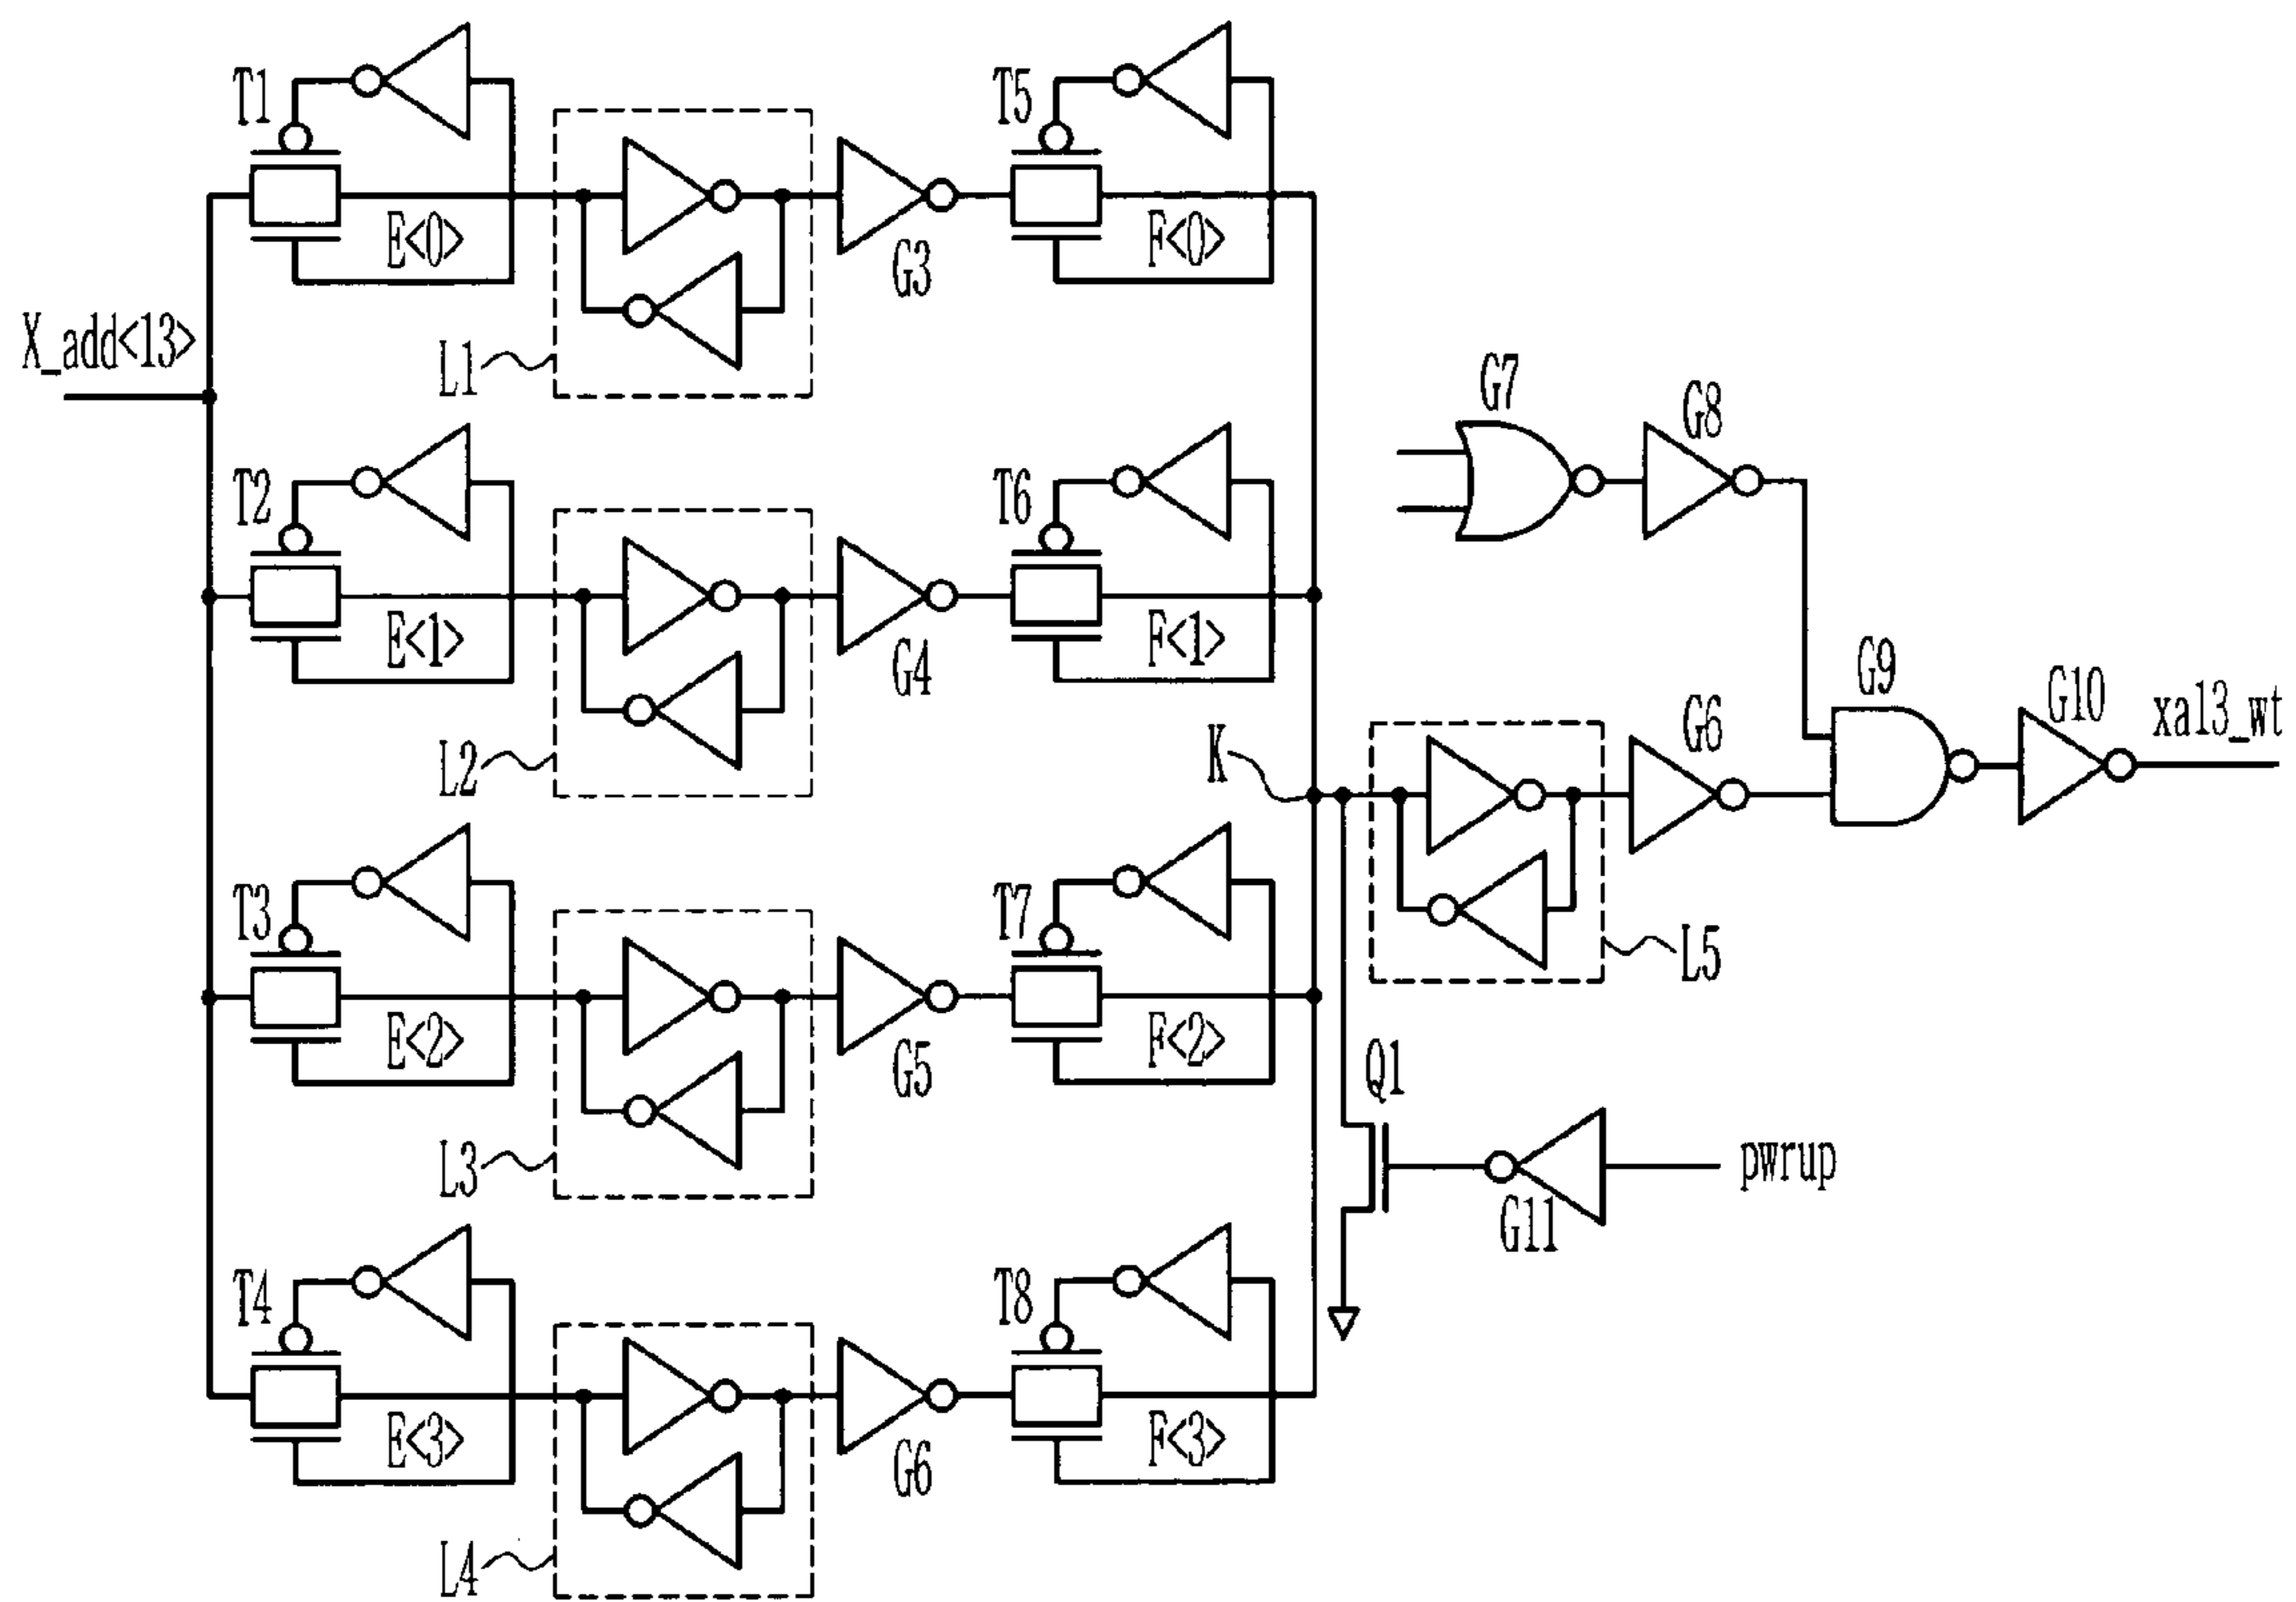 T1
T5
E<0>
F<0>
G3
X_add<13>
L1
G7
G8
T2
T6
E<1>
F<1>
G4
G9
G6
G10
xa13_wt
L2
K
T3
T7
L5
E<2>
F<2>
G5
Q1
L3
pwrup
G11
T4
T8
E<3>
F<3>
G6
L4